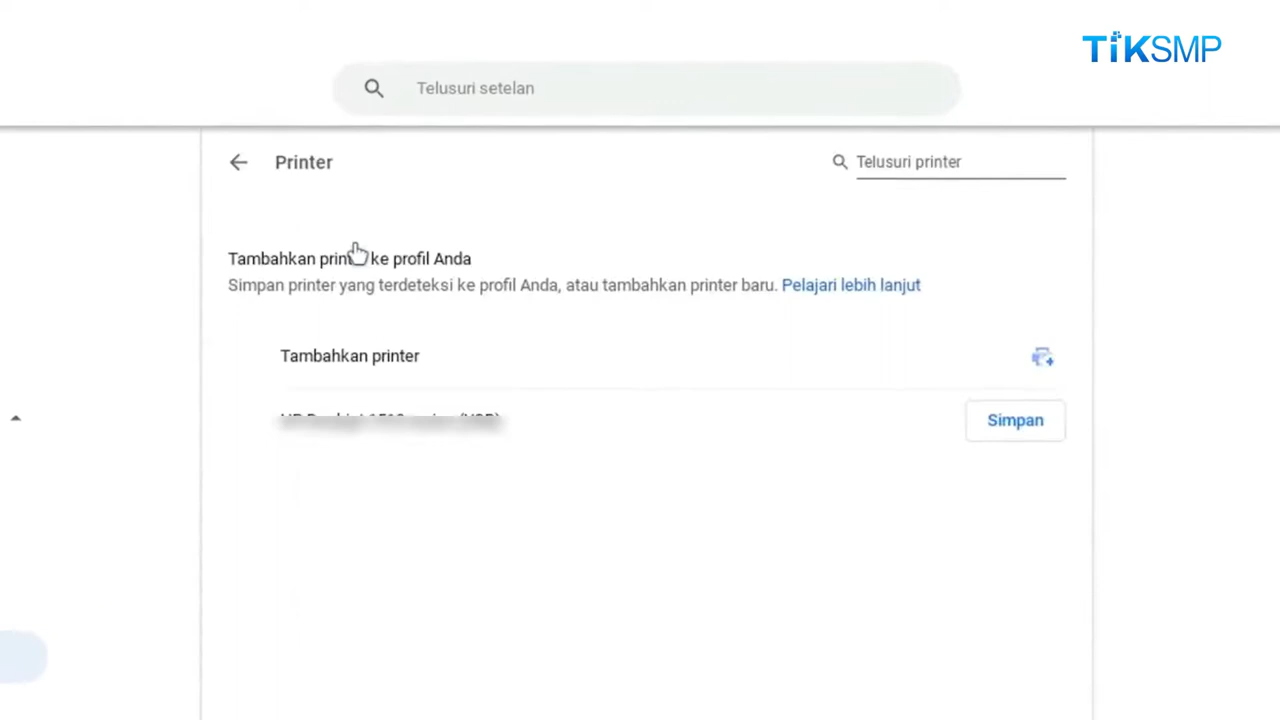 TiKSMP
Telusuri setelan
Printer
Telusuri printer
Tambahkan printer ke profil Anda
Simpan printer yang terdeteksi ke profil Anda, atau tambahkan printer baru. Pelajari lebih lanjut
Tambahkan printer
Simpan